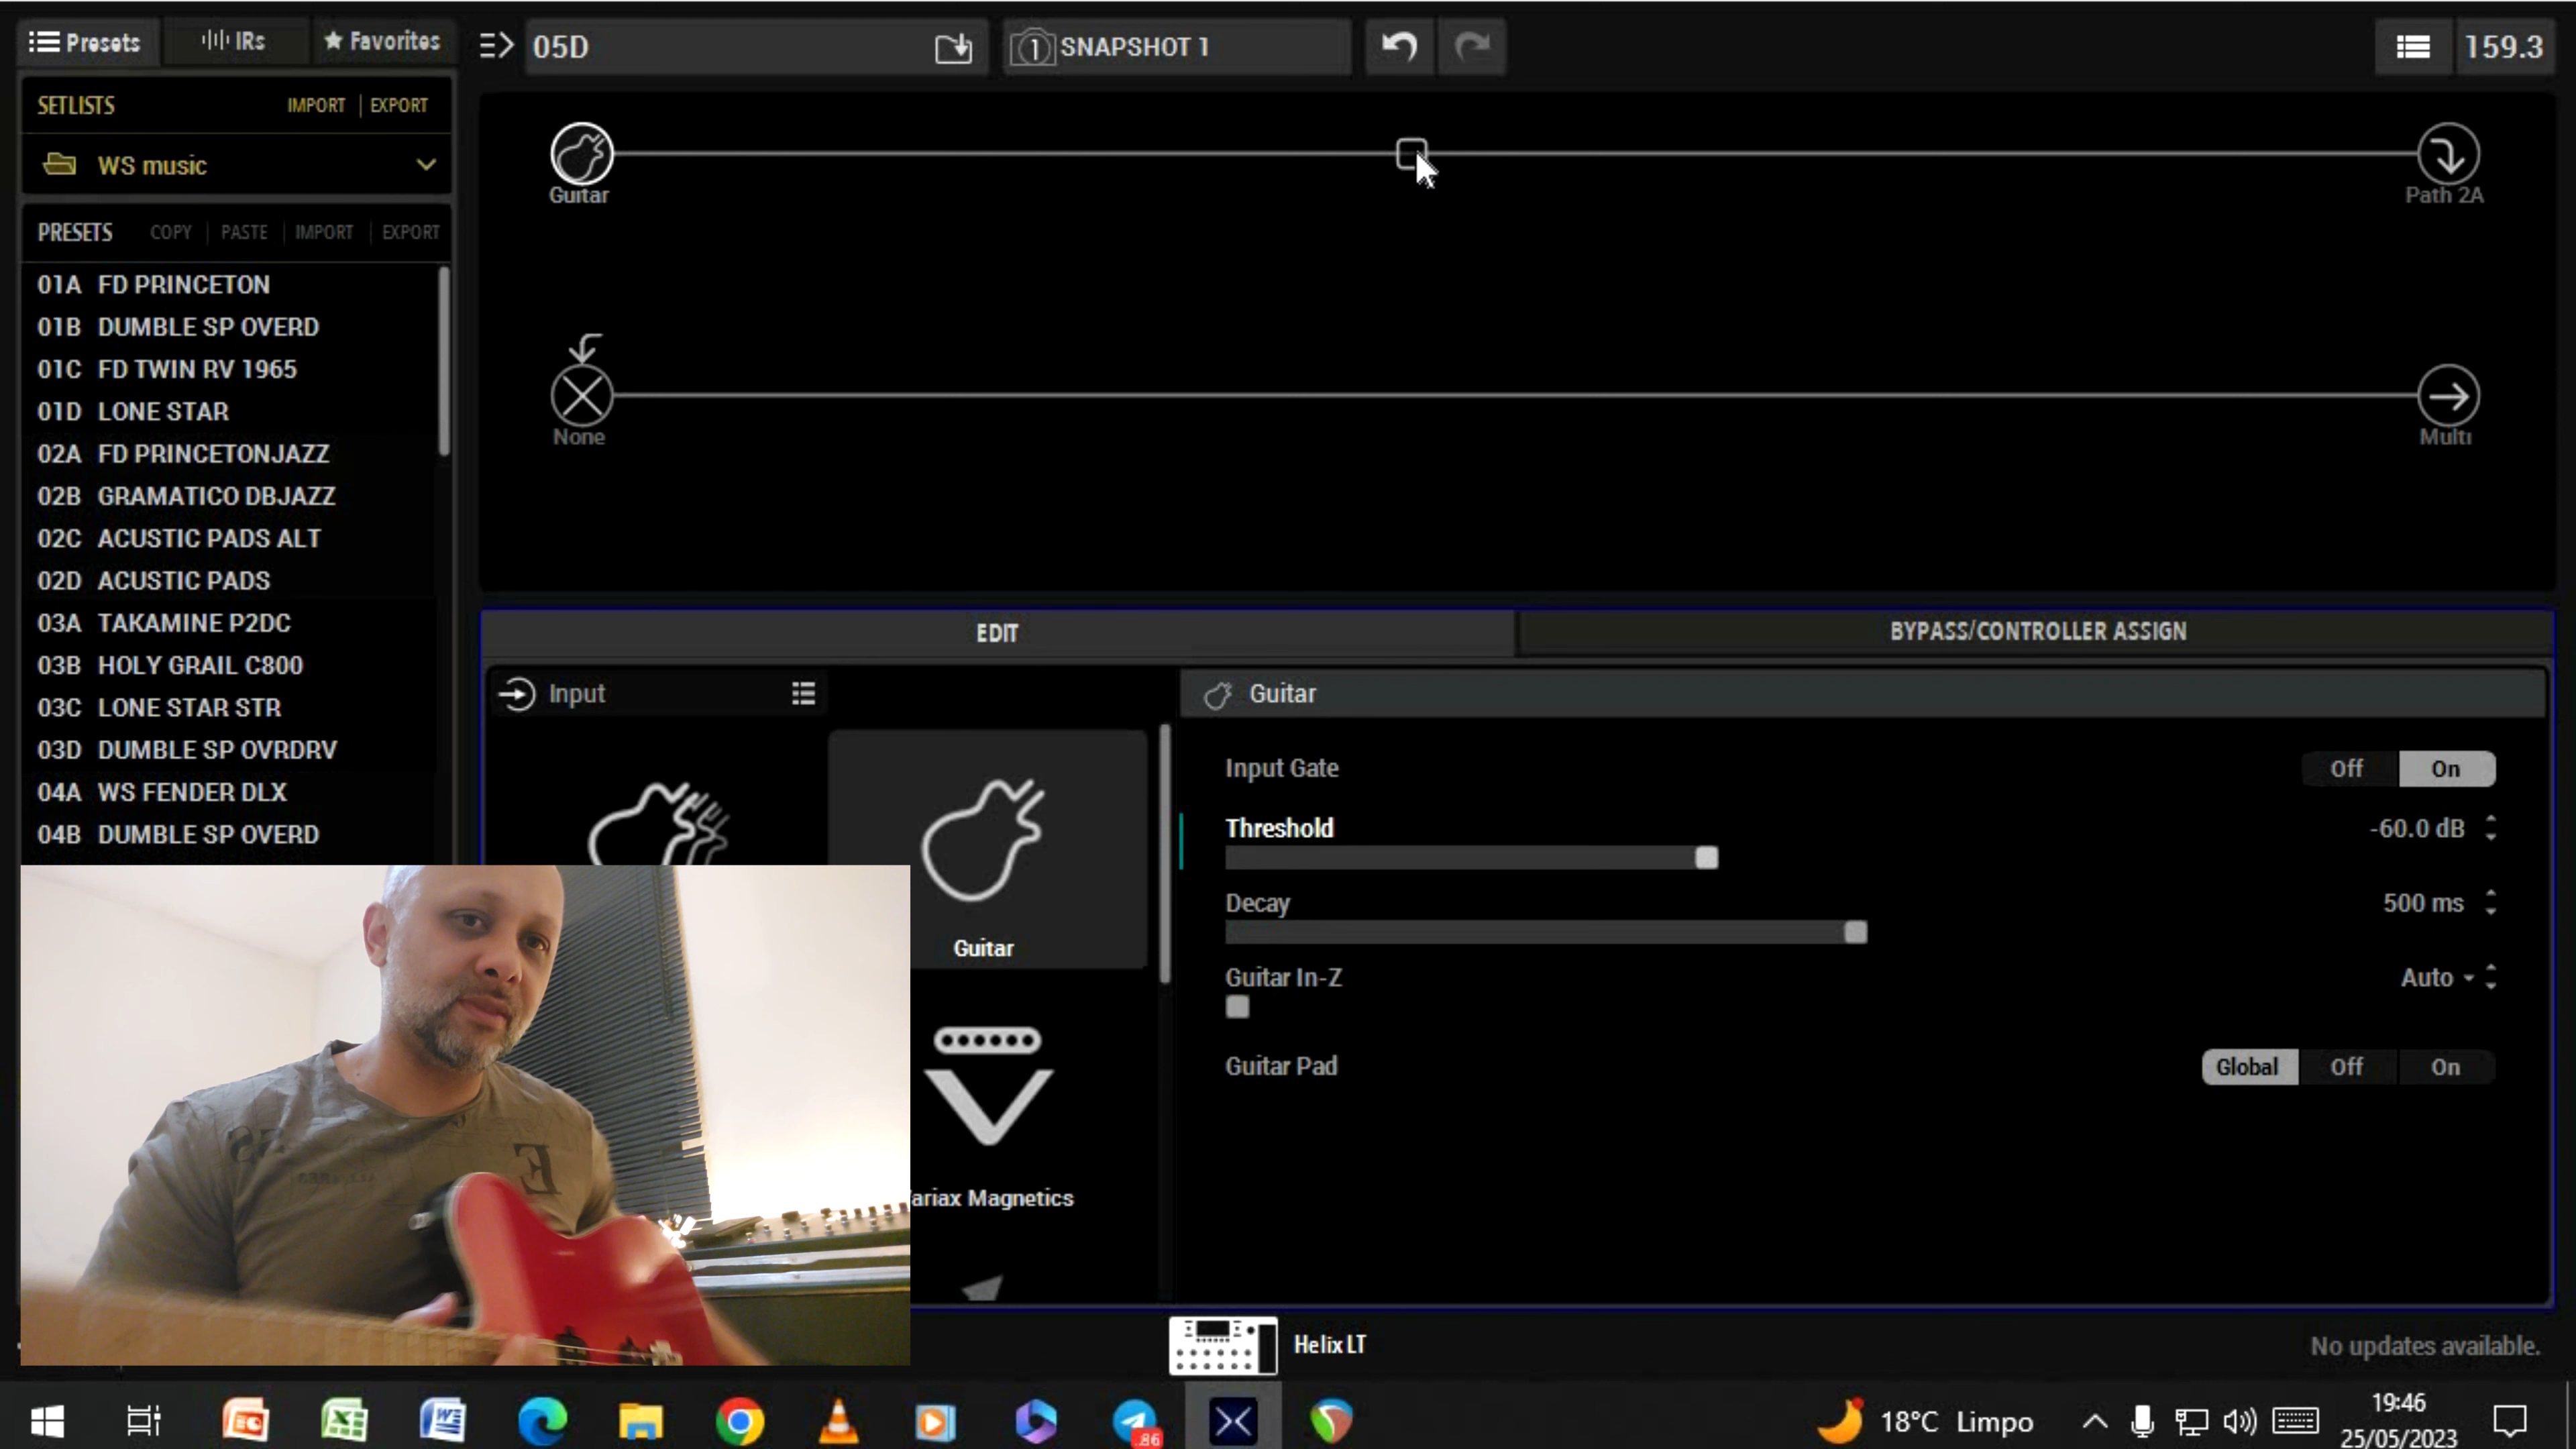 Presets IRs Favorites 05D SNAPSHOT 1 159.3
SETLISTS IMPORT | EXPORT
WS music
PRESETS COPY | PASTE | IMPORT | EXPORT
01A FD PRINCETON
01B DUMBLE SP OVERD
01C FD TWIN RV 1965
01D LONE STAR
02A FD PRINCETONJAZZ
02B GRAMATICO DBJAZZ
02C ACUSTIC PADS ALT
02D ACUSTIC PADS
03A TAKAMINE P2DC
03B HOLY GRAIL C800
03C LONE STAR STR
03D DUMBLE SP OVRDRV
04A WS FENDER DLX
04B DUMBLE SP OVERD
Guitar Path 2A
None Multi
EDIT BYPASS/CONTROLLER ASSIGN
Input
Guitar
ariax Magnetics
Guitar
Input Gate Off On
Threshold -60.0 dB
Decay 500 ms
Guitar In-Z Auto
Guitar Pad Global Off On
E
Helix LT No updates available.
86
18°C Limpo
19:46
25/05/2023